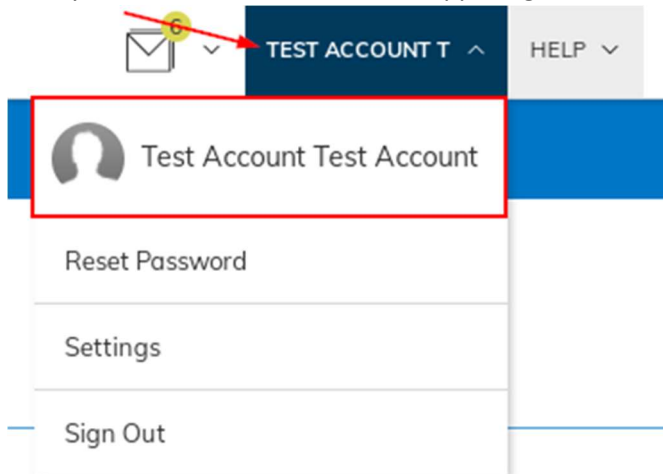 6
TEST ACCOUNT T HELP
Test Account Test Account
Reset Password
Settings
Sign Out